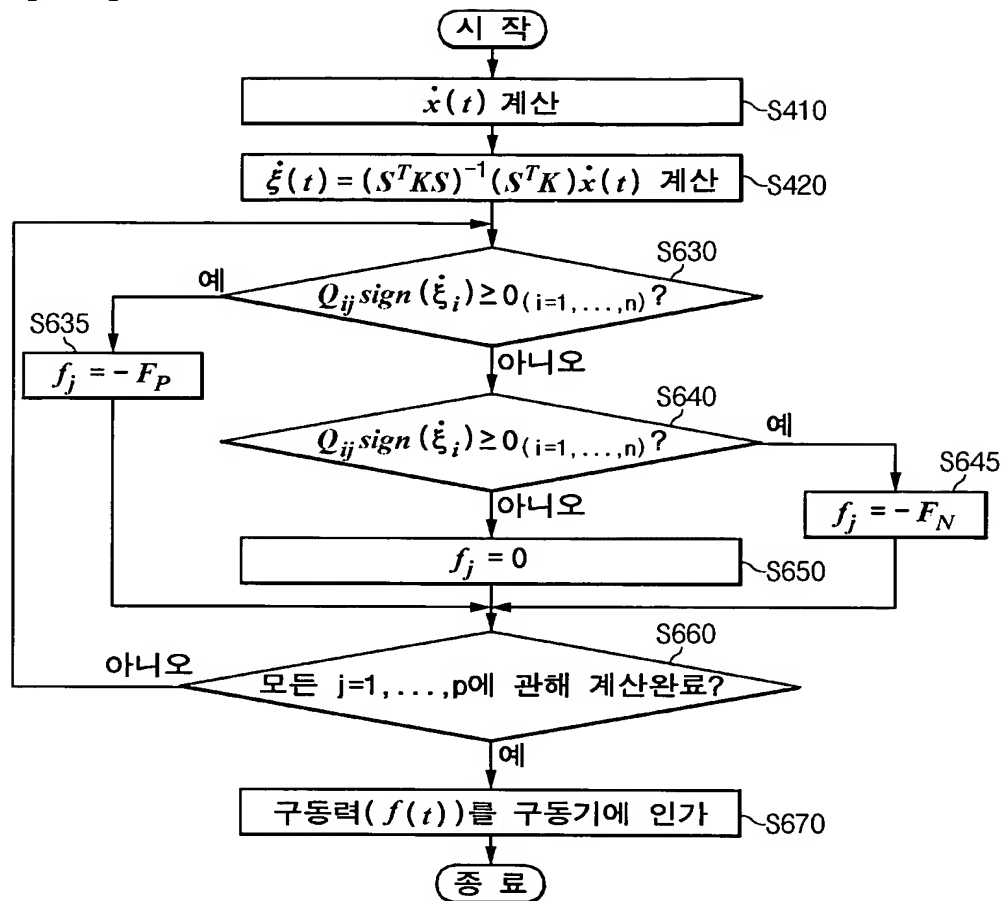 시 작
ẋ(t) 계산
S410
ξ̇(t) = (SᵀKS)⁻¹(SᵀK)ẋ(t) 계산
S420
S630
예
Qᵢⱼ sign(ξ̇ᵢ) ≥ 0 (i=1,...,n)?
S635
fⱼ = - F_P
아니오
S640
Qᵢⱼ sign(ξ̇ᵢ) ≥ 0 (i=1,...,n)?
예
S645
fⱼ = - F_N
아니오
fⱼ = 0
S650
S660
아니오
모든 j=1,...,p에 관해 계산완료?
예
구동력(f(t))를 구동기에 인가
S670
종 료